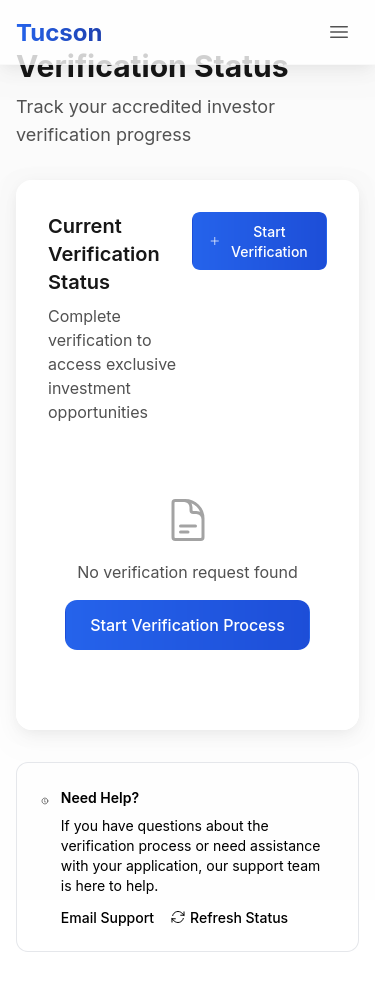 Tucson
Verification Status
Track your accredited investor
verification progress
Current
Verification
Status
Start
Verification
Complete
verification to
access exclusive
investment
opportunities
No verification request found
Start Verification Process
Need Help?
If you have questions about the
verification process or need assistance
with your application, our support team
is here to help.
Email Support Refresh Status